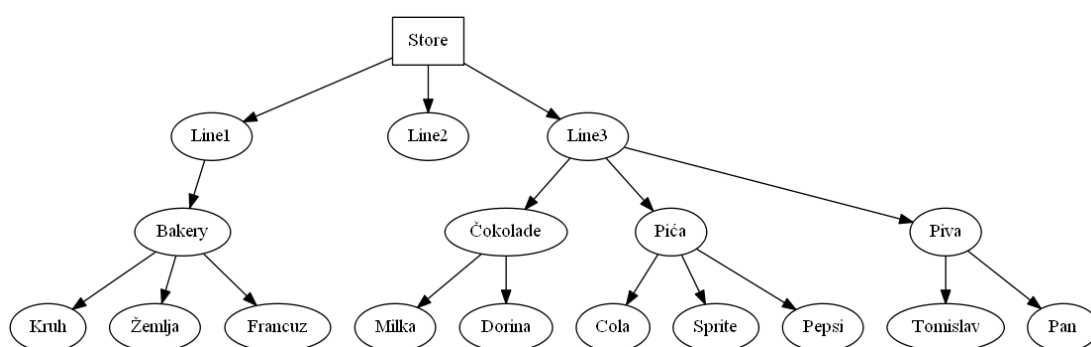 Store
Line1
Line2
Line3
Bakery
Čokolade
Pića
Piva
Kruh
Žemlja
Francuz
Milka
Dorina
Cola
Sprite
Pepsi
Tomislav
Pan